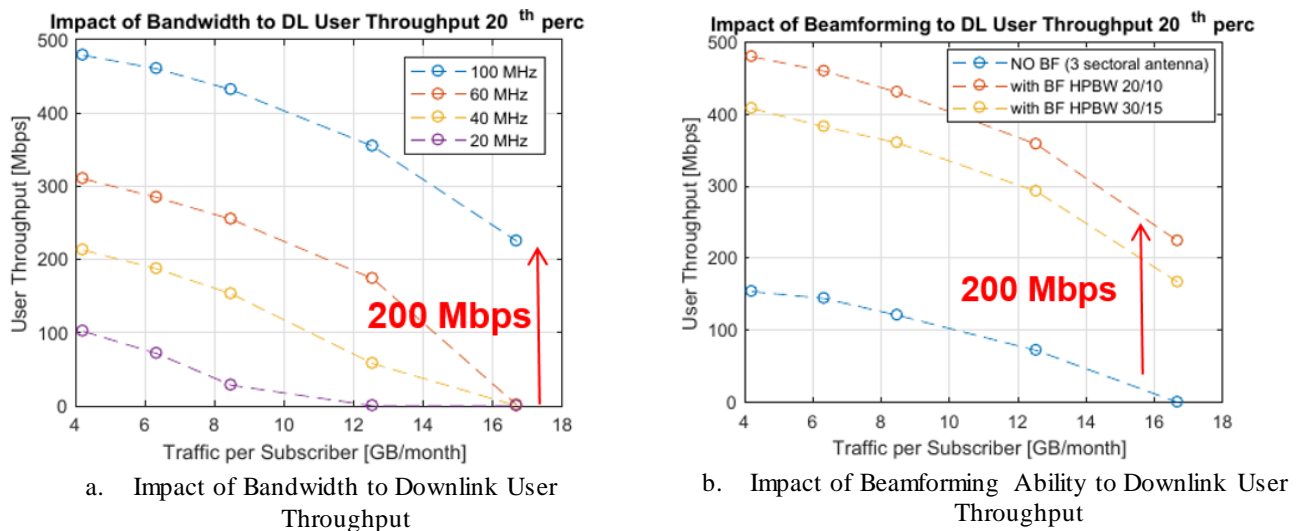 Impact of Bandwidth to DL User Throughput 20 th perc
500
400
300
200
100
0
4
6
8
10
12
14
16
18
User Throughput [Mbps]
Traffic per Subscriber [GB/month]
100 MHz
60 MHz
40 MHz
20 MHz
200 Mbps
a. Impact of Bandwidth to Downlink User
Throughput
Impact of Beamforming to DL User Throughput 20 th perc
500
400
300
200
100
0
4
6
8
10
12
14
16
18
User Throughput [Mbps]
Traffic per Subscriber [GB/month]
NO BF (3 sectoral antenna)
with BF HPBW 20/10
with BF HPBW 30/15
200 Mbps
b. Impact of Beamforming Ability to Downlink User
Throughput